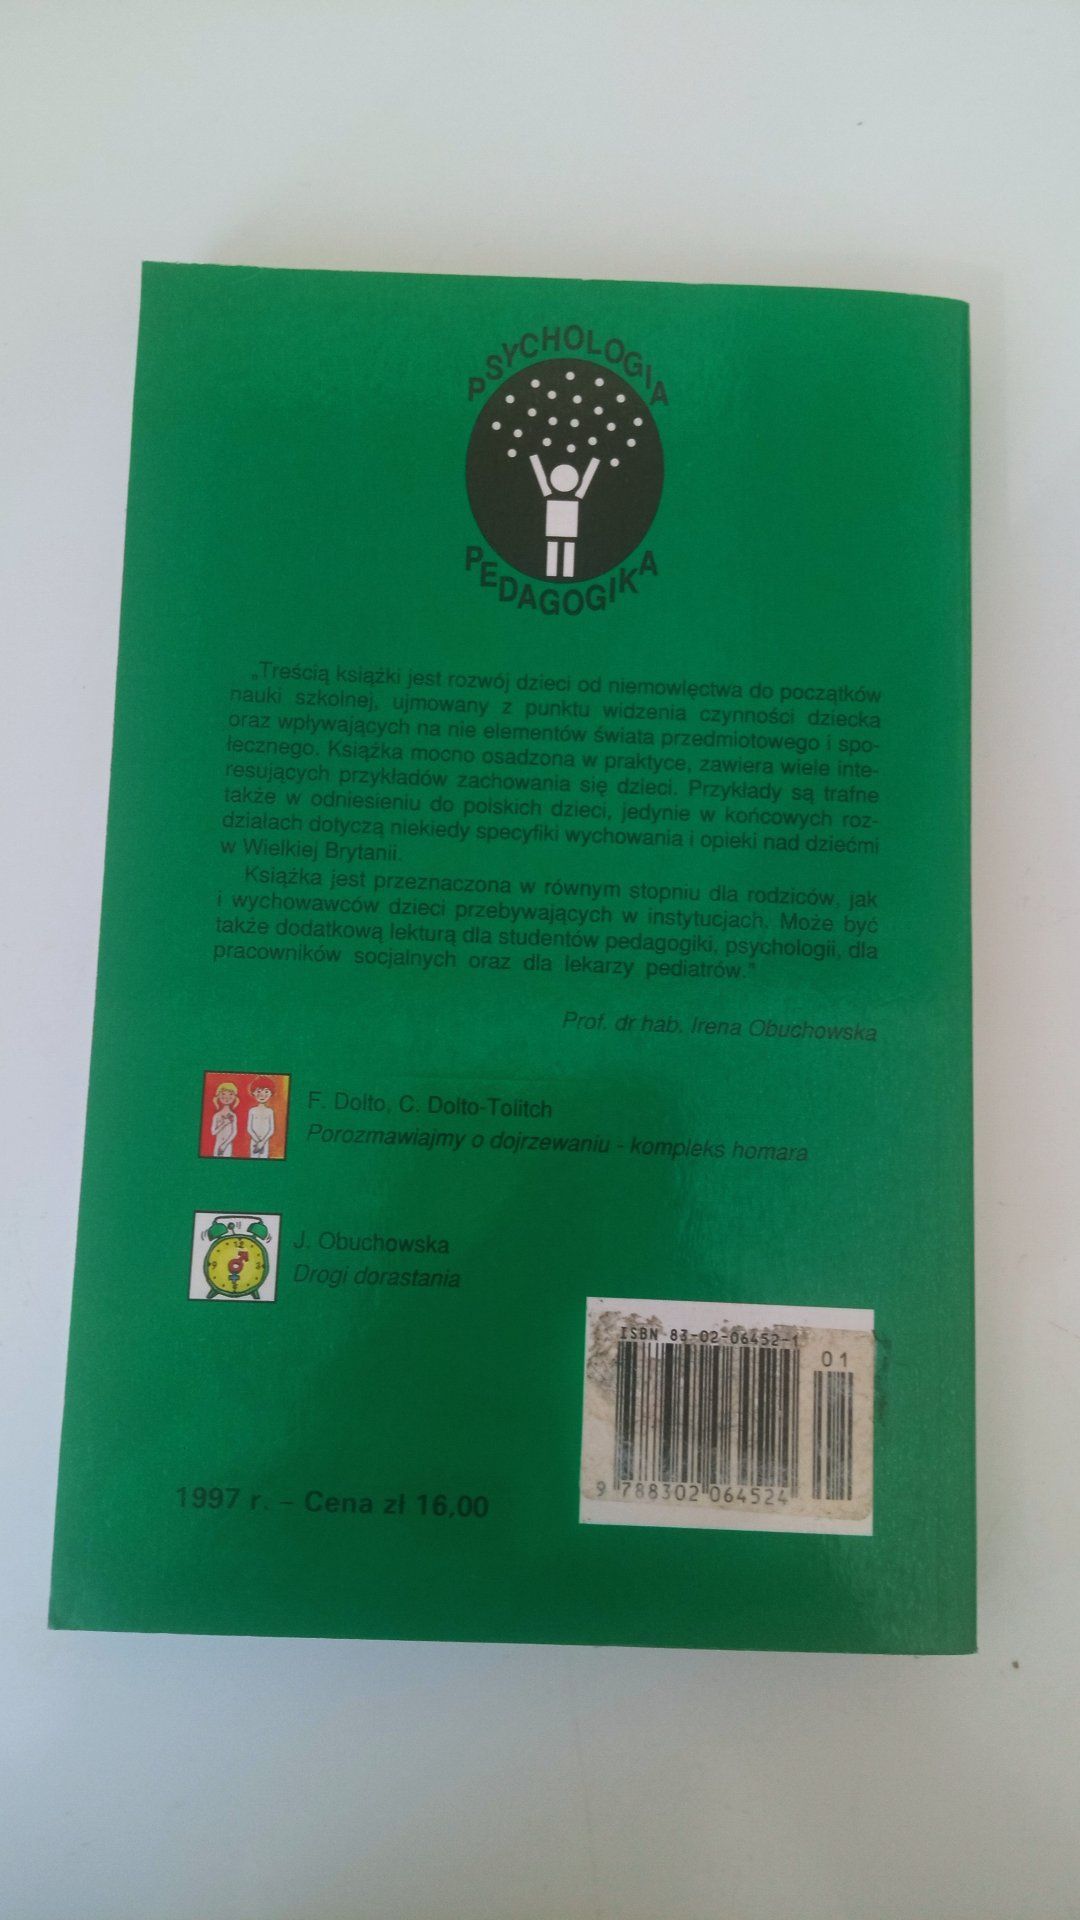 PSYCHOLOGIA
PEDAGOGIKA
„Treścią książki jest rozwój dzieci od niemowlęctwa do początków
nauki szkolnej, ujmowany z punktu widzenia czynności dziecka
oraz wpływających na nie elementów świata przedmiotowego i spo-
łecznego. Książka mocno osadzona w praktyce, zawiera wiele inte-
resujących przykładów zachowania się dzieci. Przykłady są trafne
także w odniesieniu do polskich dzieci, jedynie w końcowych roz-
działach dotyczą niekiedy specyfiki wychowania i opieki nad dziećmi
w Wielkiej Brytanii.
Książka jest przeznaczona w równym stopniu dla rodziców, jak
i wychowawców dzieci przebywających w instytucjach. Może być
także dodatkową lekturą dla studentów pedagogiki, psychologii, dla
pracowników socjalnych oraz dla lekarzy pediatrów."
Prof. dr hab. Irena Obuchowska
F. Dolto, C. Dolto-Tolitch
Porozmawiajmy o dojrzewaniu - kompleks homara
12
9 3
6
J. Obuchowska
Drogi dorastania
ISBN 83-02-06452-1
01
9 788302 064524
1997 r. – Cena zł 16,00